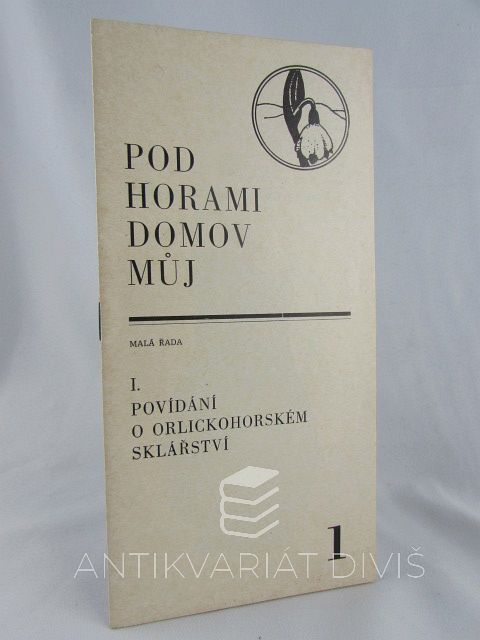 POD
HORAMI
DOMOV
MŮJ
MALÁ ŘADA
I.
POVÍDÁNÍ
O ORLICKOHORSKÉM
SKLÁŘSTVÍ
1
ANTIKVARIÁT DIVIŠ